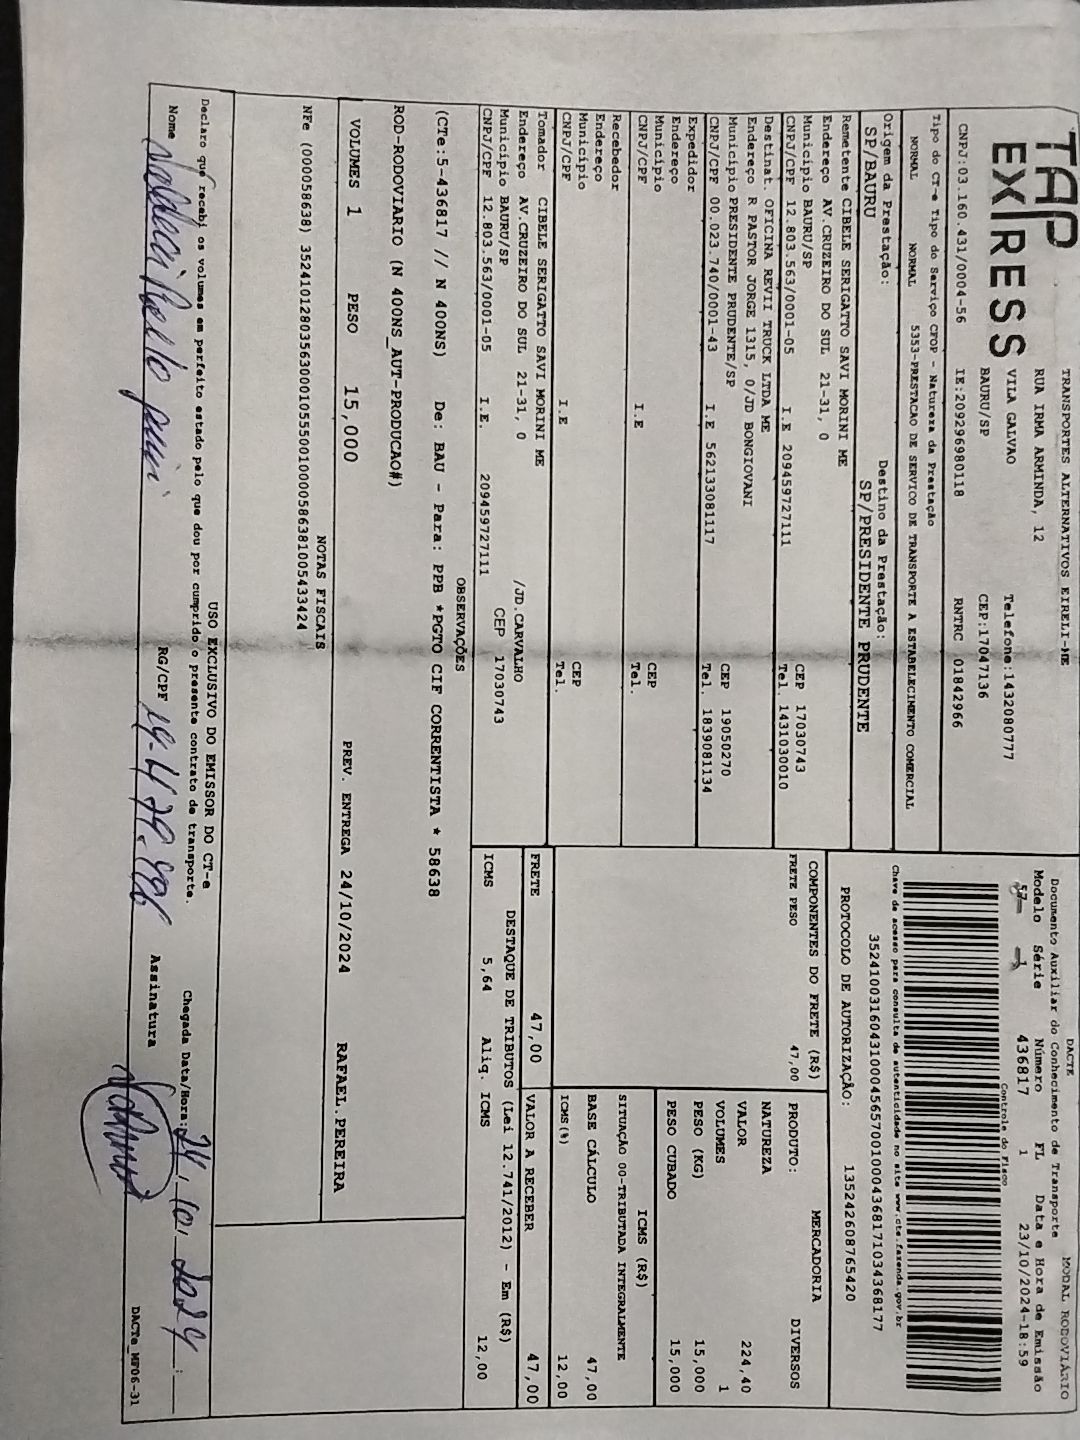 TAP
EXPRESS
TRANSPORTES ALTERNATIVOS EIRELI-ME
RUA IRMA ARMINDA, 12
VILA GALVAO Telefone:1432080777
BAURU/SP CEP:17047136
CNPJ:03.160.431/0004-56 IE:209296980118 RNTRC 01842966
DACTE MODAL RODOVIÁRIO
Documento Auxiliar do Conhecimento de Transporte
Modelo Série Número FL Data e Hora de Emissão
57 1 436817 1 23/10/2024-18:59
Controle do Fisco
Chave de acesso para consulta de autenticidade no site www.cte.fazenda.gov.br
35241003160431000456570010004368171034368177
PROTOCOLO DE AUTORIZAÇÃO: 135242608765420
Tipo do CT-e Tipo do Serviço CFOP - Natureza da Prestação
NORMAL NORMAL 5353-PRESTACAO DE SERVICO DE TRANSPORTE A ESTABELECIMENTO COMERCIAL
Origem da Prestação: Destino da Prestação:
SP/BAURU SP/PRESIDENTE PRUDENTE
Remetente CIBELE SERIGATTO SAVI MORINI ME
Endereço AV.CRUZEIRO DO SUL 21-31, 0
Município BAURU/SP CEP 17030743
CNPJ/CPF 12.803.563/0001-05 I.E 209459727111 Tel. 1431030010
Destinat. OFICINA REVII TRUCK LTDA ME
Endereço R PASTOR JORGE 1315, 0/JD BONGIOVANI
Município PRESIDENTE PRUDENTE/SP CEP 19050270
CNPJ/CPF 00.023.740/0001-43 I.E 562133081117 Tel. 1839081134
Expedidor
Endereço
Município CEP
CNPJ/CPF I.E Tel.
Recebedor
Endereço
Município CEP
CNPJ/CPF I.E Tel.
Tomador CIBELE SERIGATTO SAVI MORINI ME
Endereço AV.CRUZEIRO DO SUL 21-31, 0 /JD.CARVALHO
Município BAURU/SP CEP 17030743
CNPJ/CPF 12.803.563/0001-05 I.E. 209459727111
COMPONENTES DO FRETE (R$)
FRETE PESO 47,00
MERCADORIA
PRODUTO: DIVERSOS
NATUREZA
VALOR 224,40
VOLUMES 1
PESO (KG) 15,000
PESO CUBADO 15,000
ICMS (R$)
SITUAÇÃO 00-TRIBUTADA INTEGRALMENTE
BASE CÁLCULO 47,00
ICMS(%) 12,00
FRETE 47,00 VALOR A RECEBER 47,00
DESTAQUE DE TRIBUTOS (Lei 12.741/2012) - Em (R$)
ICMS 5,64 Aliq. ICMS 12,00
OBSERVAÇÕES
(CTe:5-436817 // N 400NS) De: BAU - Para: PPB *PGTO CIF CORRENTISTA * 58638
ROD-RODOVIARIO (N 400NS_AUT-PRODUCAO#)
VOLUMES 1 PESO 15,000 PREV. ENTREGA 24/10/2024 RAFAEL.PEREIRA
NOTAS FISCAIS
NFe (000058638) 35241012803563000105550010000586381005433424
USO EXCLUSIVO DO EMISSOR DO CT-e
Declaro que recebi os volumes em perfeito estado pelo que dou por cumprido o presente contrato de transporte. Chegada Data/Hora: 24/10/2024 :
Nome RG/CPF 19.479.996 Assinatura
DACTe_MF06-31